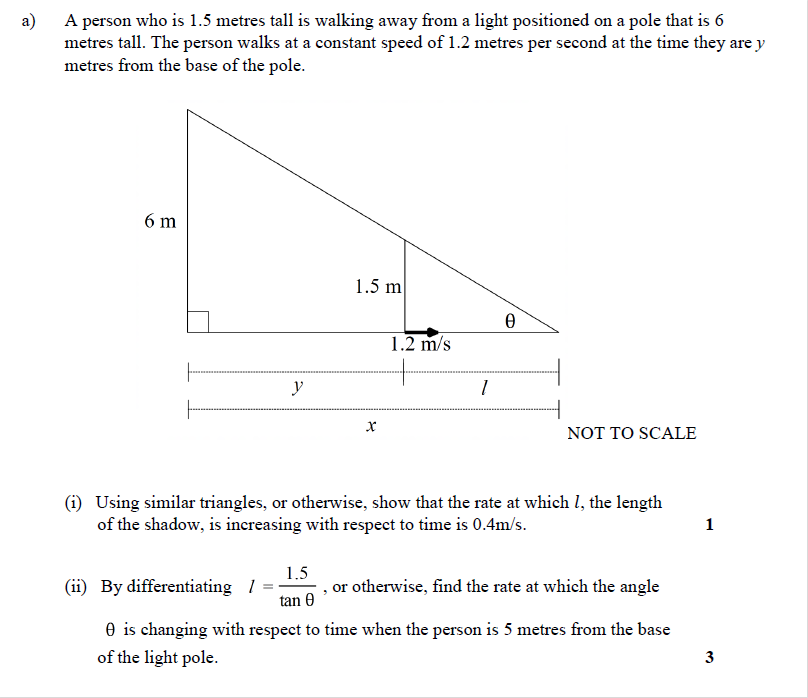 a) A person who is 1.5 metres tall is walking away from a light positioned on a pole that is 6
metres tall. The person walks at a constant speed of 1.2 metres per second at the time they are y
metres from the base of the pole.
6 m
1.5 m
θ
1.2 m/s
y
l
x
NOT TO SCALE
(i) Using similar triangles, or otherwise, show that the rate at which l, the length
of the shadow, is increasing with respect to time is 0.4m/s. 1
(ii) By differentiating l = 1.5 / tan θ , or otherwise, find the rate at which the angle
θ is changing with respect to time when the person is 5 metres from the base
of the light pole. 3